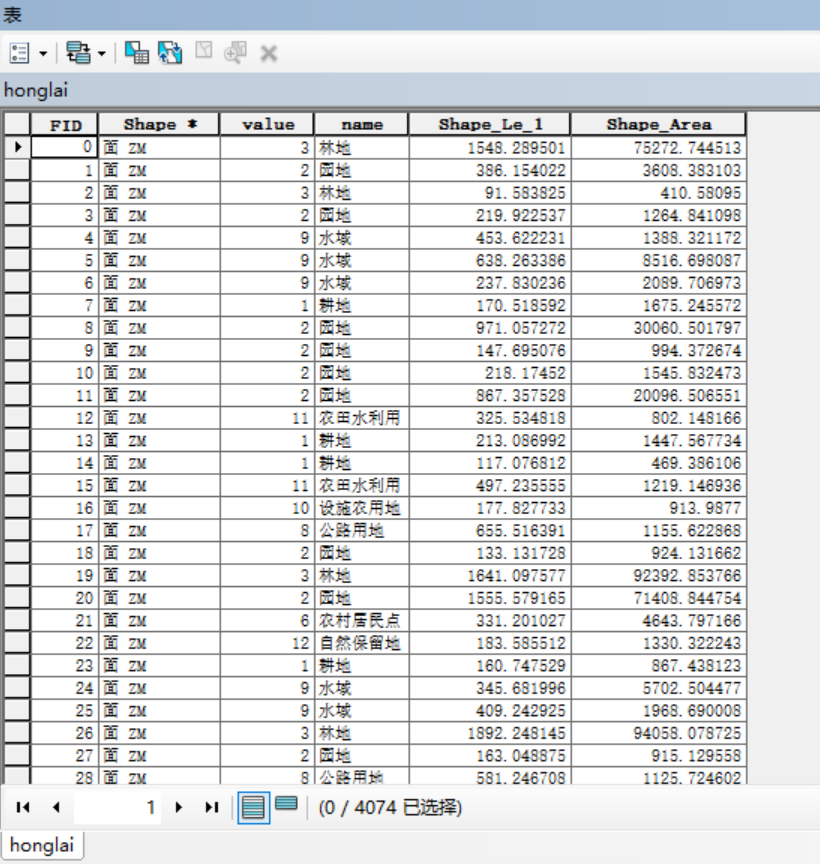 表
honglai
FID Shape * value name Shape_Le_1 Shape_Area
0 面 ZM 3 林地 1548.289501 75272.744513
1 面 ZM 2 园地 386.154022 3608.383103
2 面 ZM 3 林地 91.583825 410.58095
3 面 ZM 2 园地 219.922537 1264.841098
4 面 ZM 9 水域 453.622231 1388.321172
5 面 ZM 9 水域 638.263386 8516.698087
6 面 ZM 9 水域 237.830236 2089.706973
7 面 ZM 1 耕地 170.518592 1675.245572
8 面 ZM 2 园地 971.057272 30060.501797
9 面 ZM 2 园地 147.695076 994.372674
10 面 ZM 2 园地 218.17452 1545.832473
11 面 ZM 2 园地 867.357528 20096.506551
12 面 ZM 11 农田水利用 325.534818 802.148166
13 面 ZM 1 耕地 213.086992 1447.567734
14 面 ZM 1 耕地 117.076812 469.386106
15 面 ZM 11 农田水利用 497.235555 1219.146936
16 面 ZM 10 设施农用地 177.827733 913.9877
17 面 ZM 8 公路用地 655.516391 1155.622868
18 面 ZM 2 园地 133.131728 924.131662
19 面 ZM 3 林地 1641.097577 92392.853766
20 面 ZM 2 园地 1555.579165 71408.844754
21 面 ZM 6 农村居民点 331.201027 4643.797166
22 面 ZM 12 自然保留地 183.585512 1330.322243
23 面 ZM 1 耕地 160.747529 867.438123
24 面 ZM 9 水域 345.681996 5702.504477
25 面 ZM 9 水域 409.242925 1968.690008
26 面 ZM 3 林地 1892.248145 94058.078725
27 面 ZM 2 园地 163.048875 915.129558
28 面 ZM 8 公路用地 581.246708 1125.724602
1 (0 / 4074 已选择)
honglai